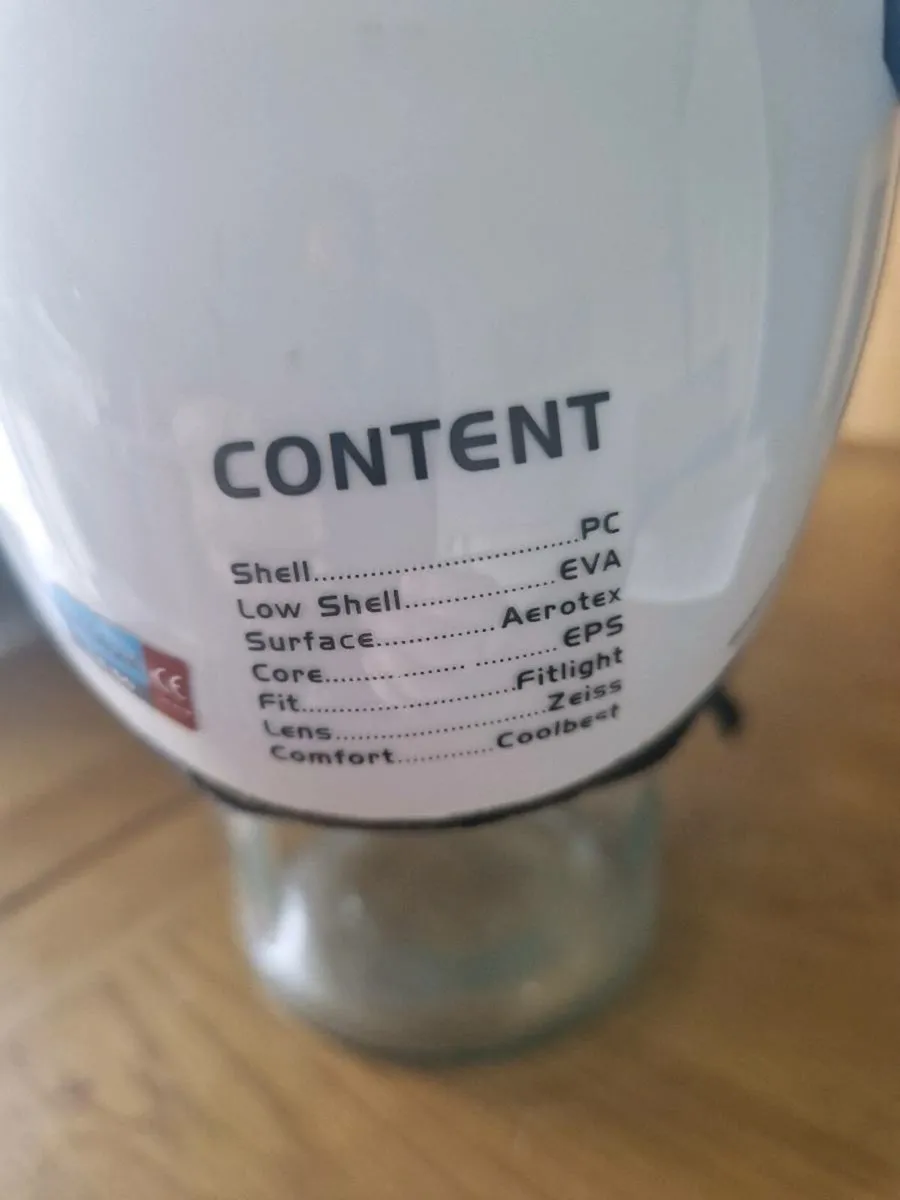 CONTENT
Shell..............................PC
Low Shell.................EVA
Surface..............Aerotex
Core......... ........ ..........EPS
Fit..........................Fitlight
Lens..........................Zeiss
Comfort............Coolbest
CE